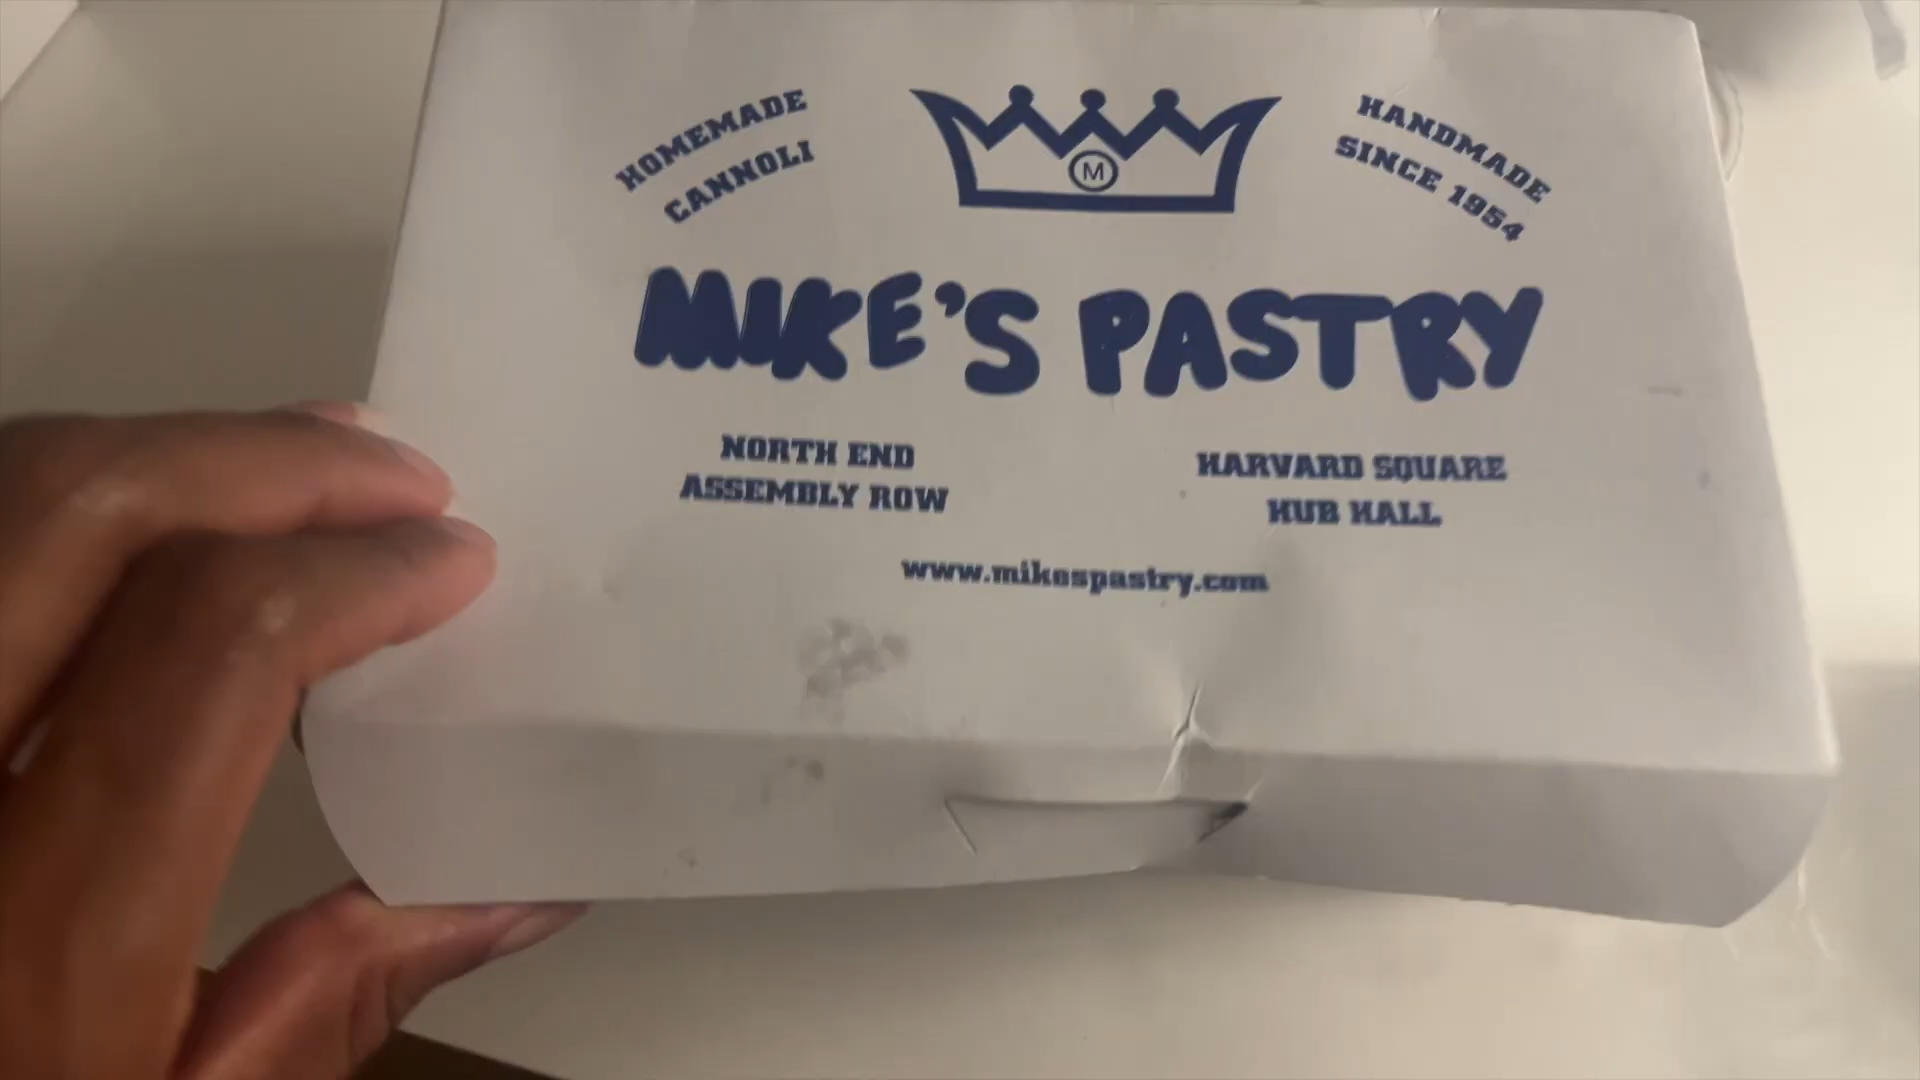 HOMEMADE
CANNOLI
M
HANDMADE
SINCE 1954
MIKE'S PASTRY
NORTH END
ASSEMBLY ROW
HARVARD SQUARE
HUB HALL
www.mikespastry.com